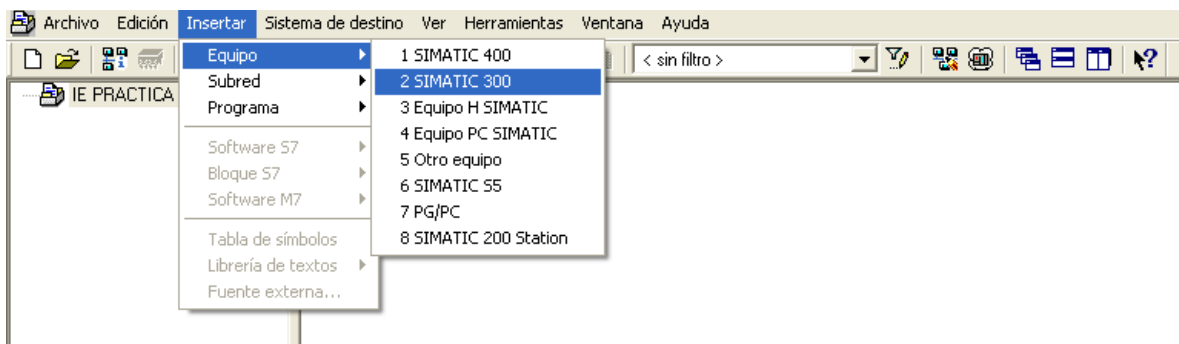 Archivo Edición Insertar Sistema de destino Ver Herramientas Ventana Ayuda
< sin filtro >
IE PRACTICA
Equipo
Subred
Programa
Software S7
Bloque S7
Software M7
Tabla de símbolos
Librería de textos
Fuente externa...
1 SIMATIC 400
2 SIMATIC 300
3 Equipo H SIMATIC
4 Equipo PC SIMATIC
5 Otro equipo
6 SIMATIC S5
7 PG/PC
8 SIMATIC 200 Station